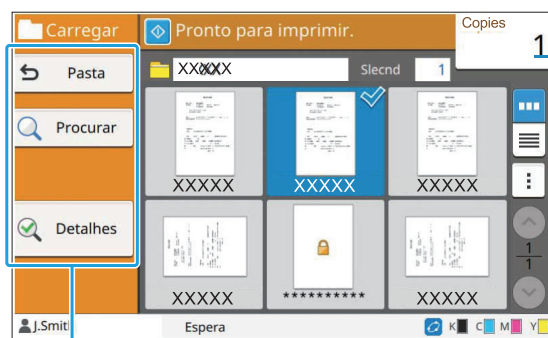 Carregar
Pronto para imprimir.
Copies
1
Pasta
XXXXX
Slecnd
1
Procurar
XXXXX
XXXXX
XXXXX
Detalhes
1
1
XXXXX
**********
XXXXX
J.Smith
Espera
K
C
M
Y